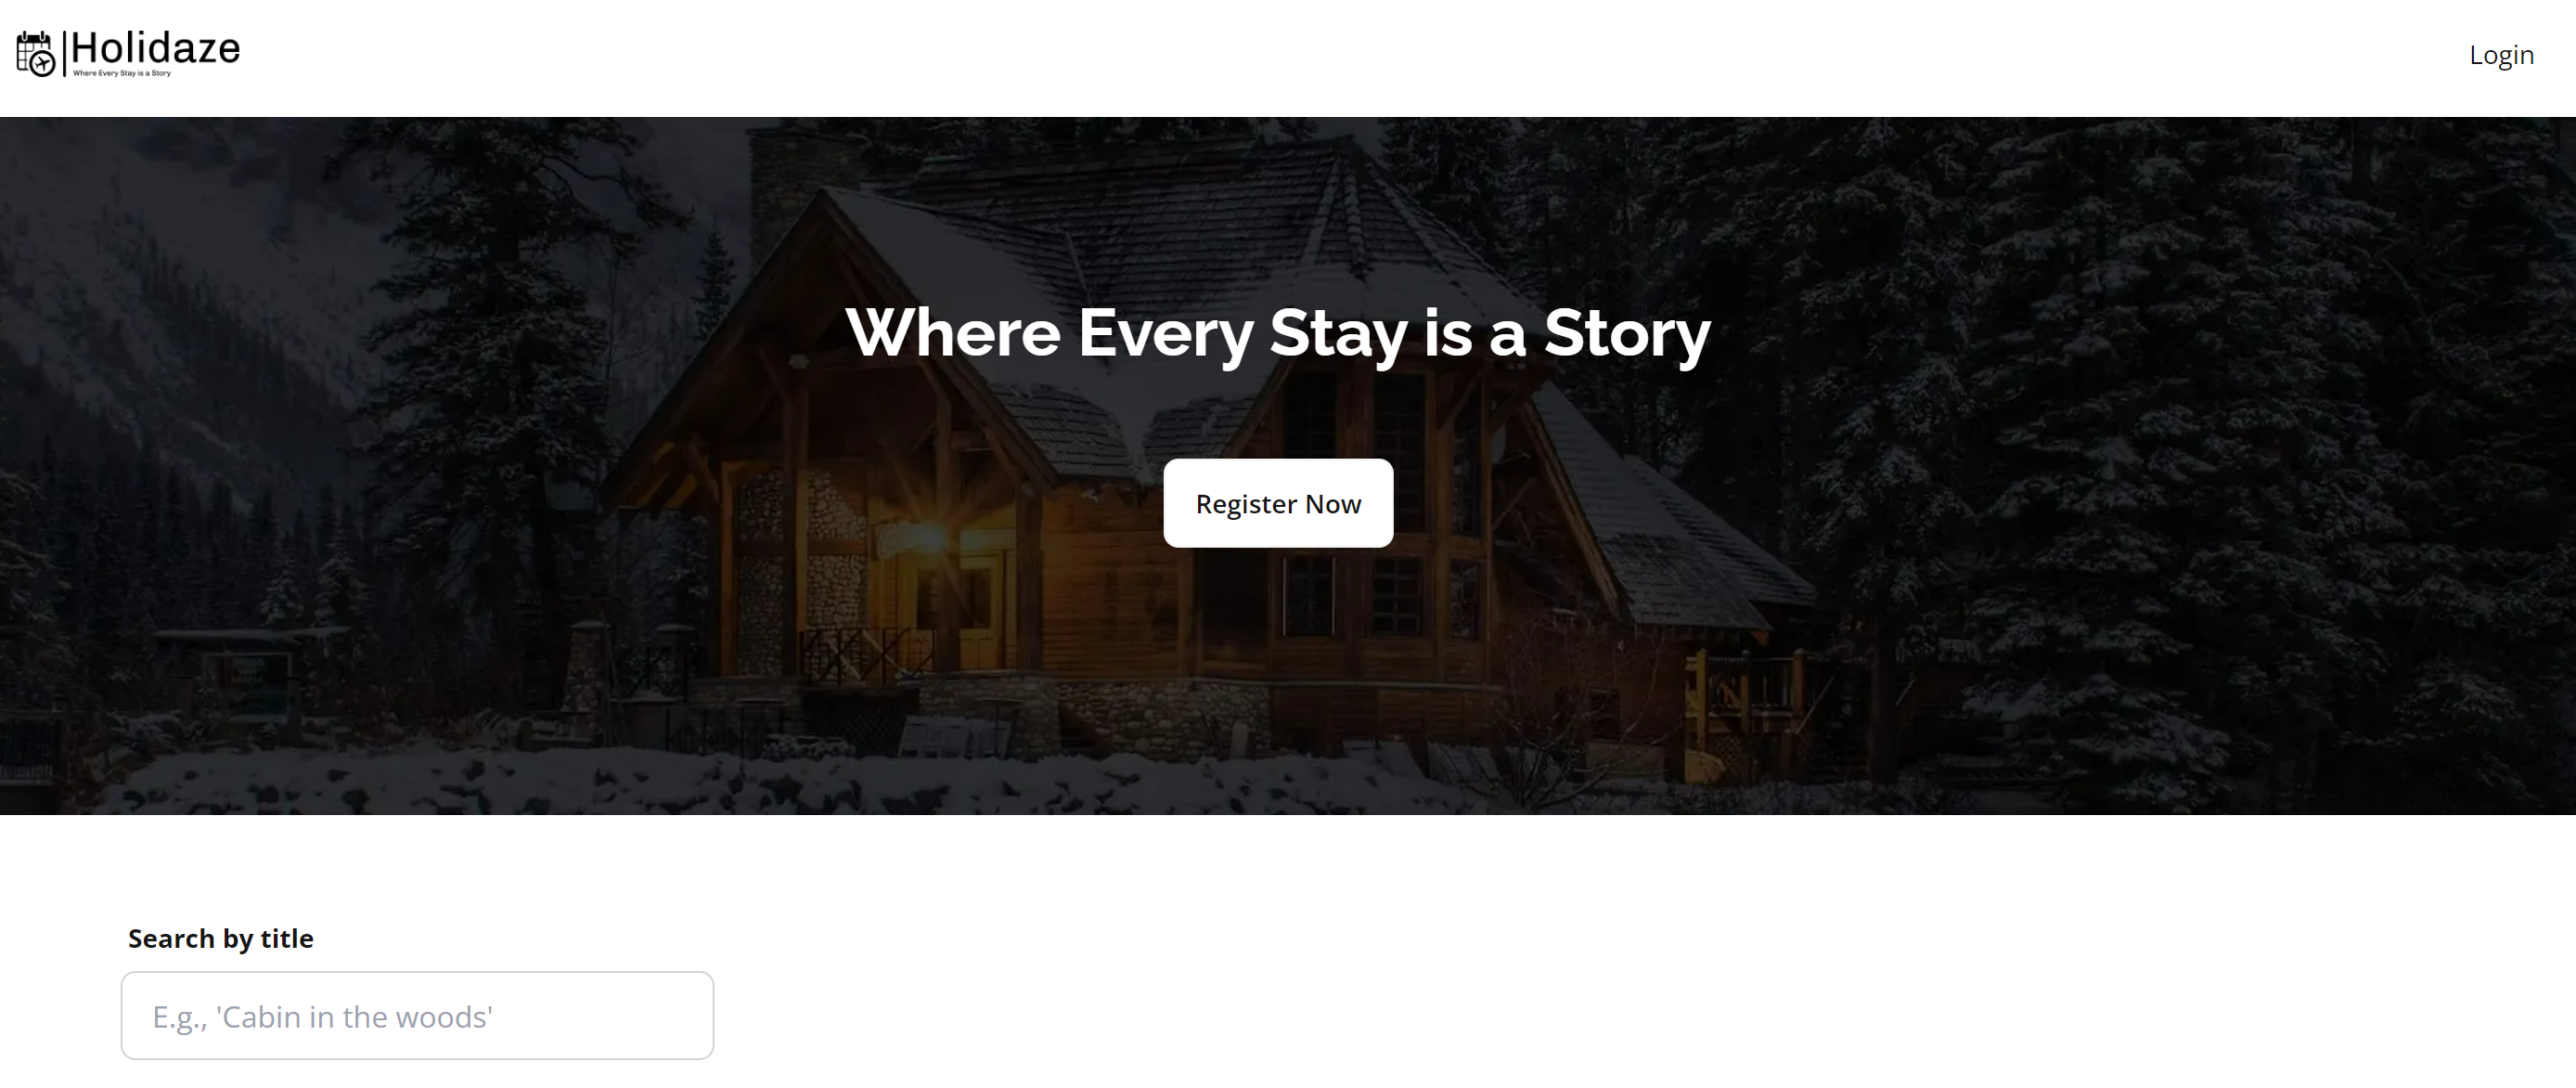 Holidaze
Where Every Stay is a Story
Login
Where Every Stay is a Story
Register Now
Search by title
E.g., 'Cabin in the woods'